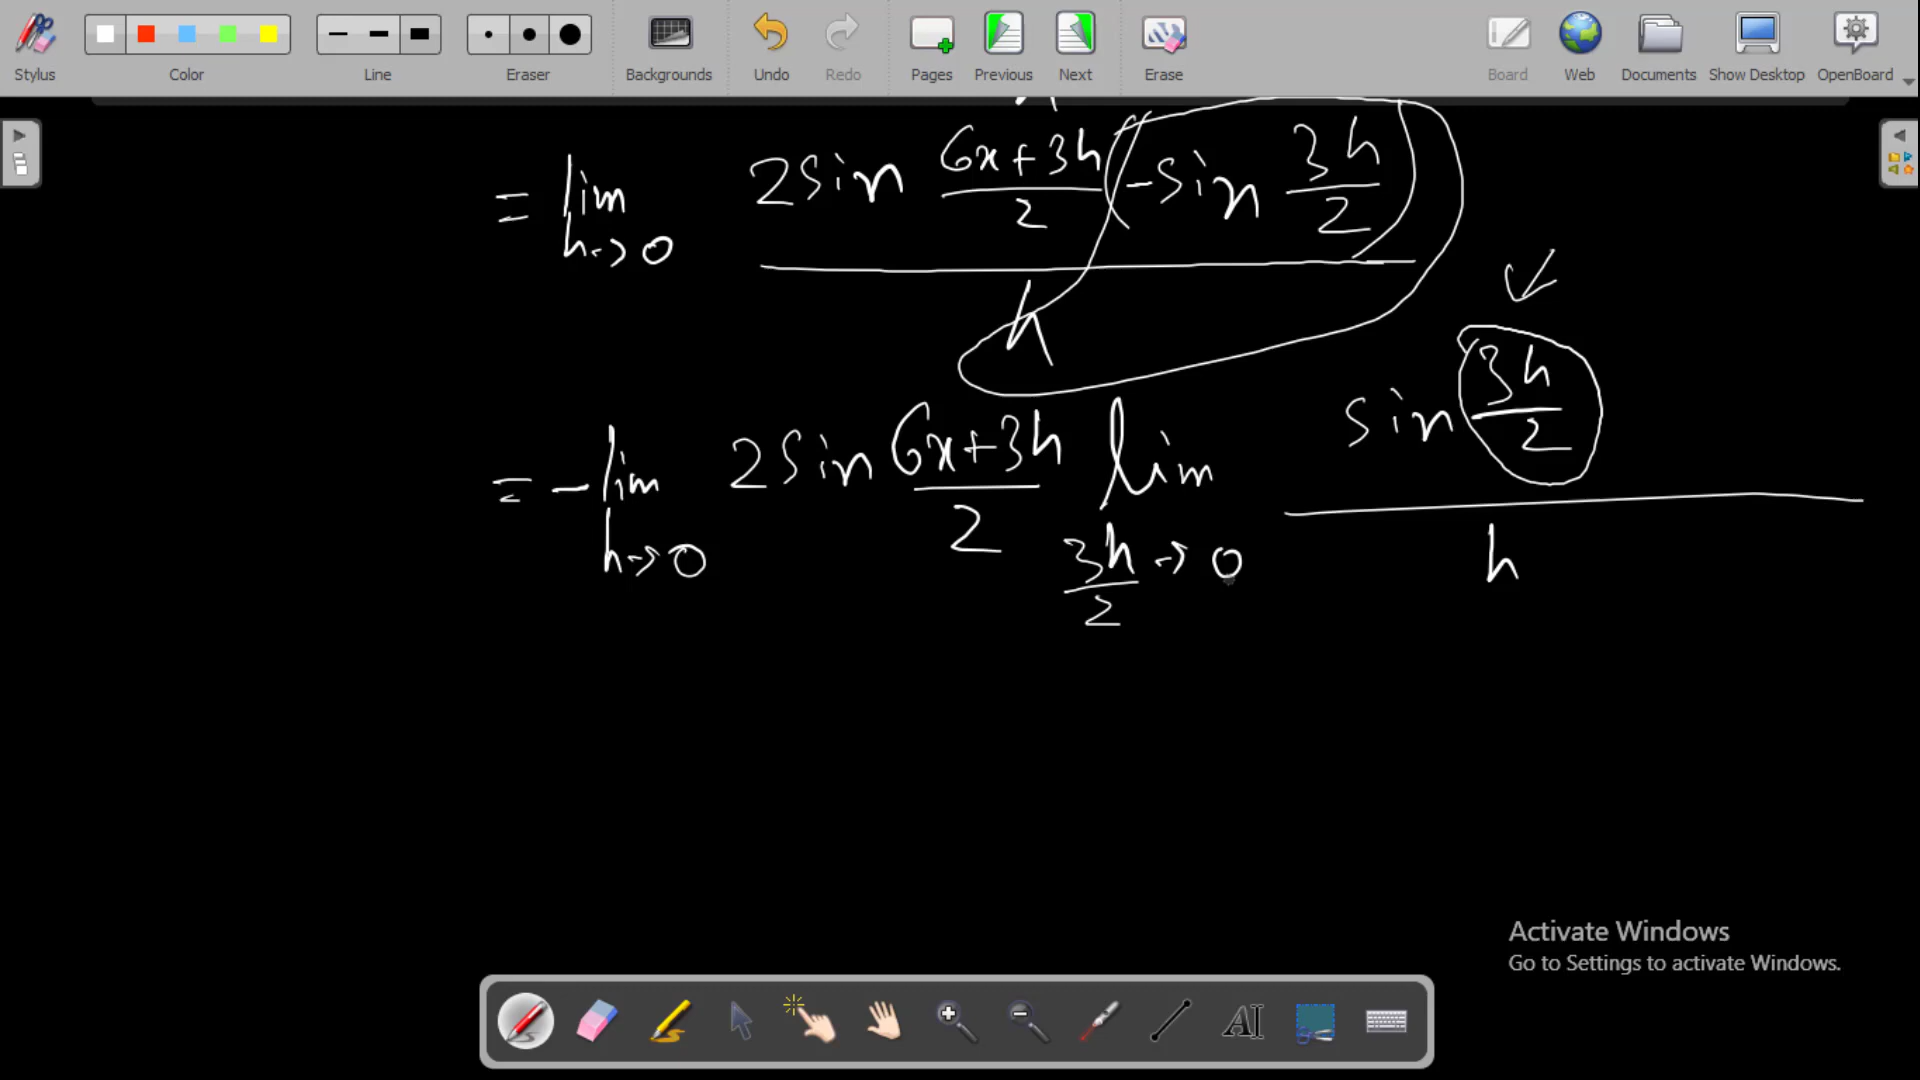 Stylus Color Line Eraser Backgrounds Undo Redo Pages Previous Next Erase Board Web Documents Show Desktop OpenBoard
= lim h→0 2sin (6x+3h)/2 (-sin 3h/2) / h
= -lim h→0 2sin (6x+3h)/2 lim 3h/2→0 sin 3h/2 / h
Activate Windows
Go to Settings to activate Windows.